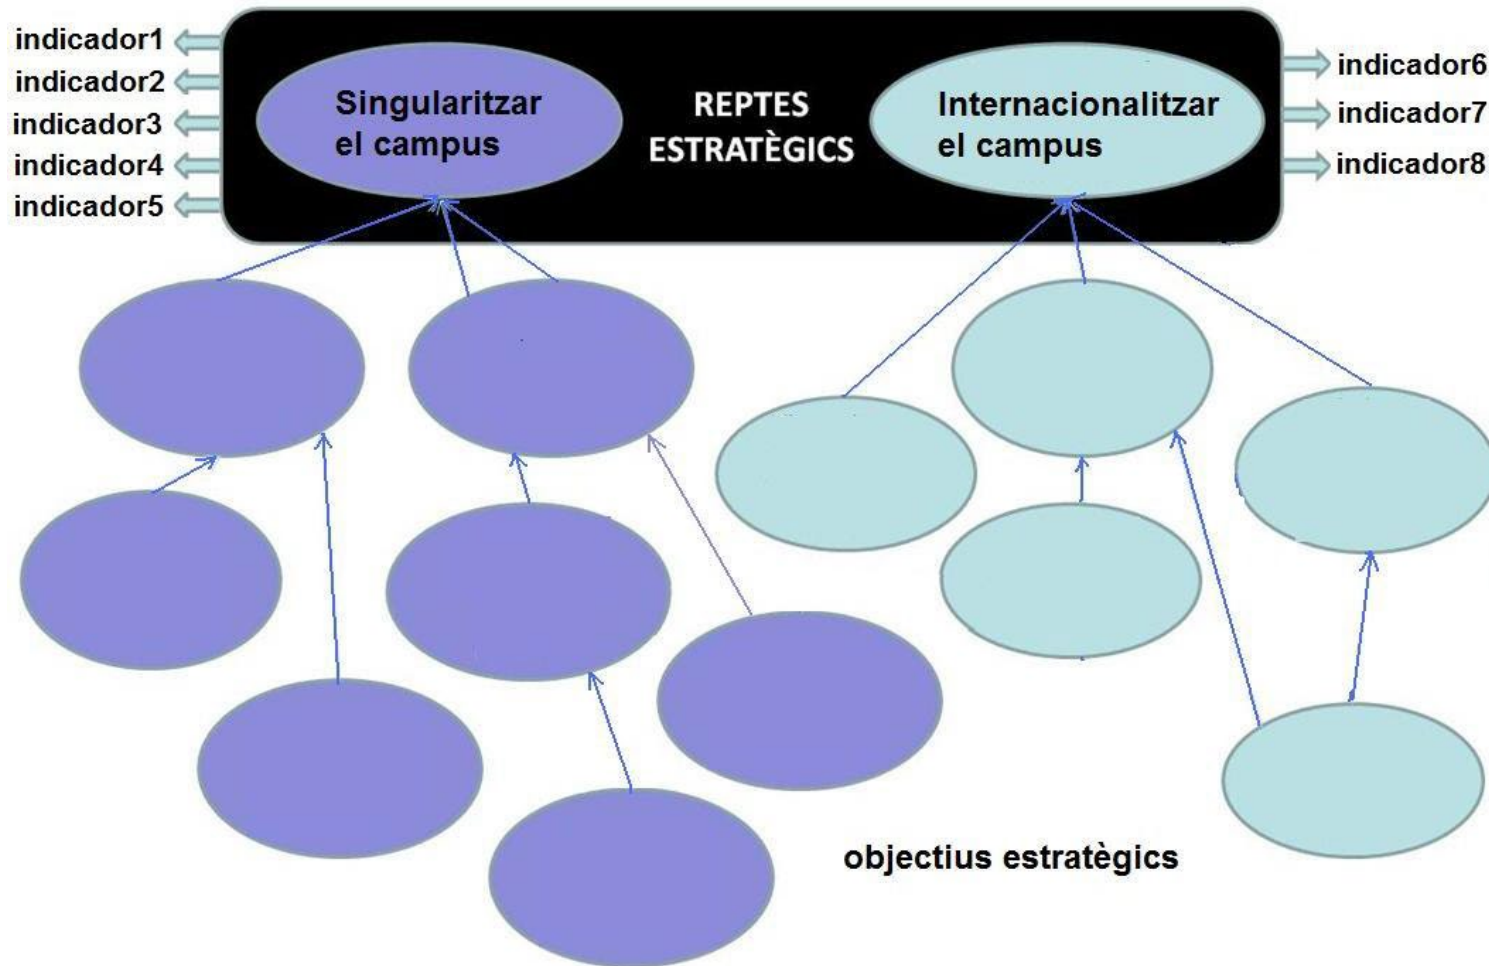 indicador1
indicador2
indicador3
indicador4
indicador5
Singularitzar
el campus
REPTES
ESTRATÈGICS
Internacionalitzar
el campus
indicador6
indicador7
indicador8
objectius estratègics